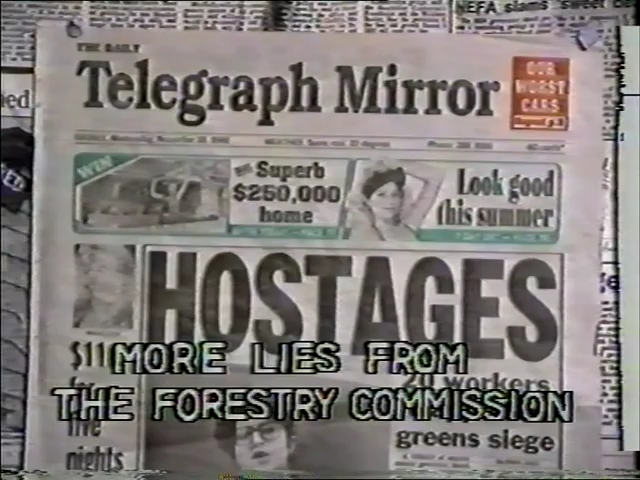 NEFA slams sweet
THE DAILY
Telegraph Mirror
OUR
WORST
CARS
WIN
Superb
$250,000
home
Look good
this summer
HOSTAGES
$11
MORE LIES FROM
20 workers
THE FORESTRY COMMISSION
five
greens siege
nights